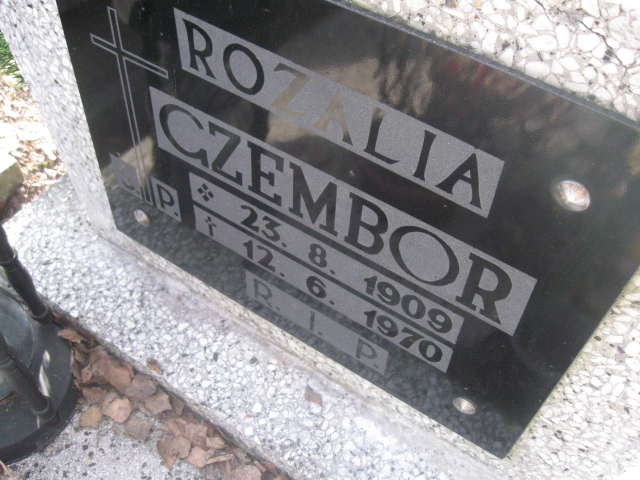 ROZALIA
CZEMBOR
Ś. P.
23. 8. 1909
† 12. 6. 1970
R. I. P.